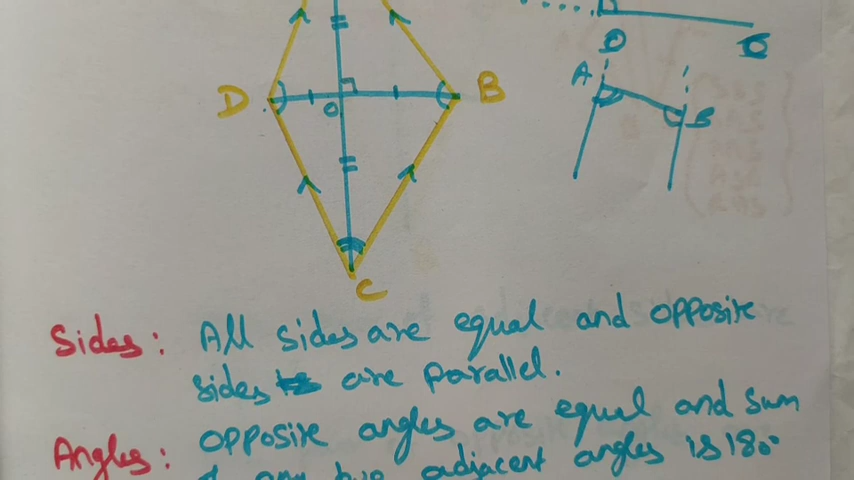 D
B
O
C
D
C
A
B
Sides: All sides are equal and opposite
sides are parallel.
Angles: opposite angles are equal and sum
adjacent angles is 180